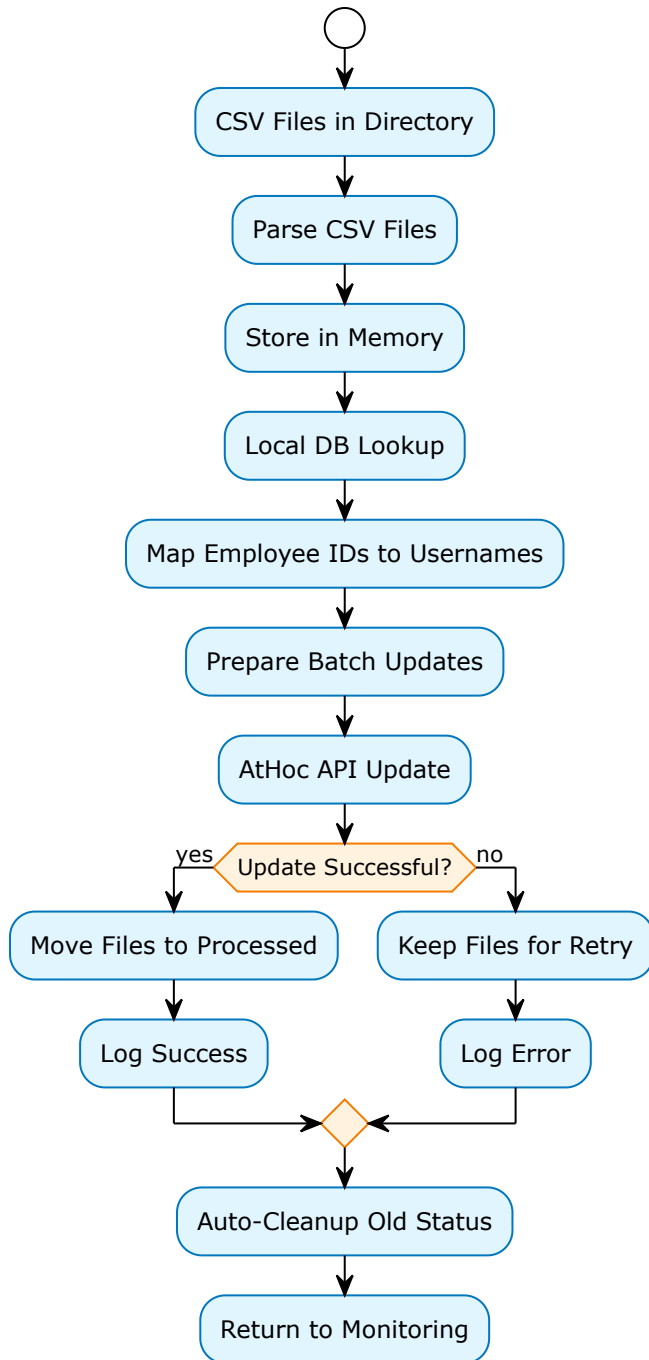 CSV Files in Directory
Parse CSV Files
Store in Memory
Local DB Lookup
Map Employee IDs to Usernames
Prepare Batch Updates
AtHoc API Update
yes
Update Successful?
no
Move Files to Processed
Keep Files for Retry
Log Success
Log Error
Auto-Cleanup Old Status
Return to Monitoring